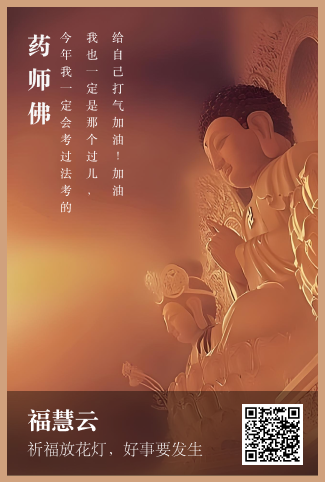 药师佛
今年我一定会考过法考的
我也一定是那个过儿，
给自己打气加油！加油
福慧云
祈福放花灯，好事要发生